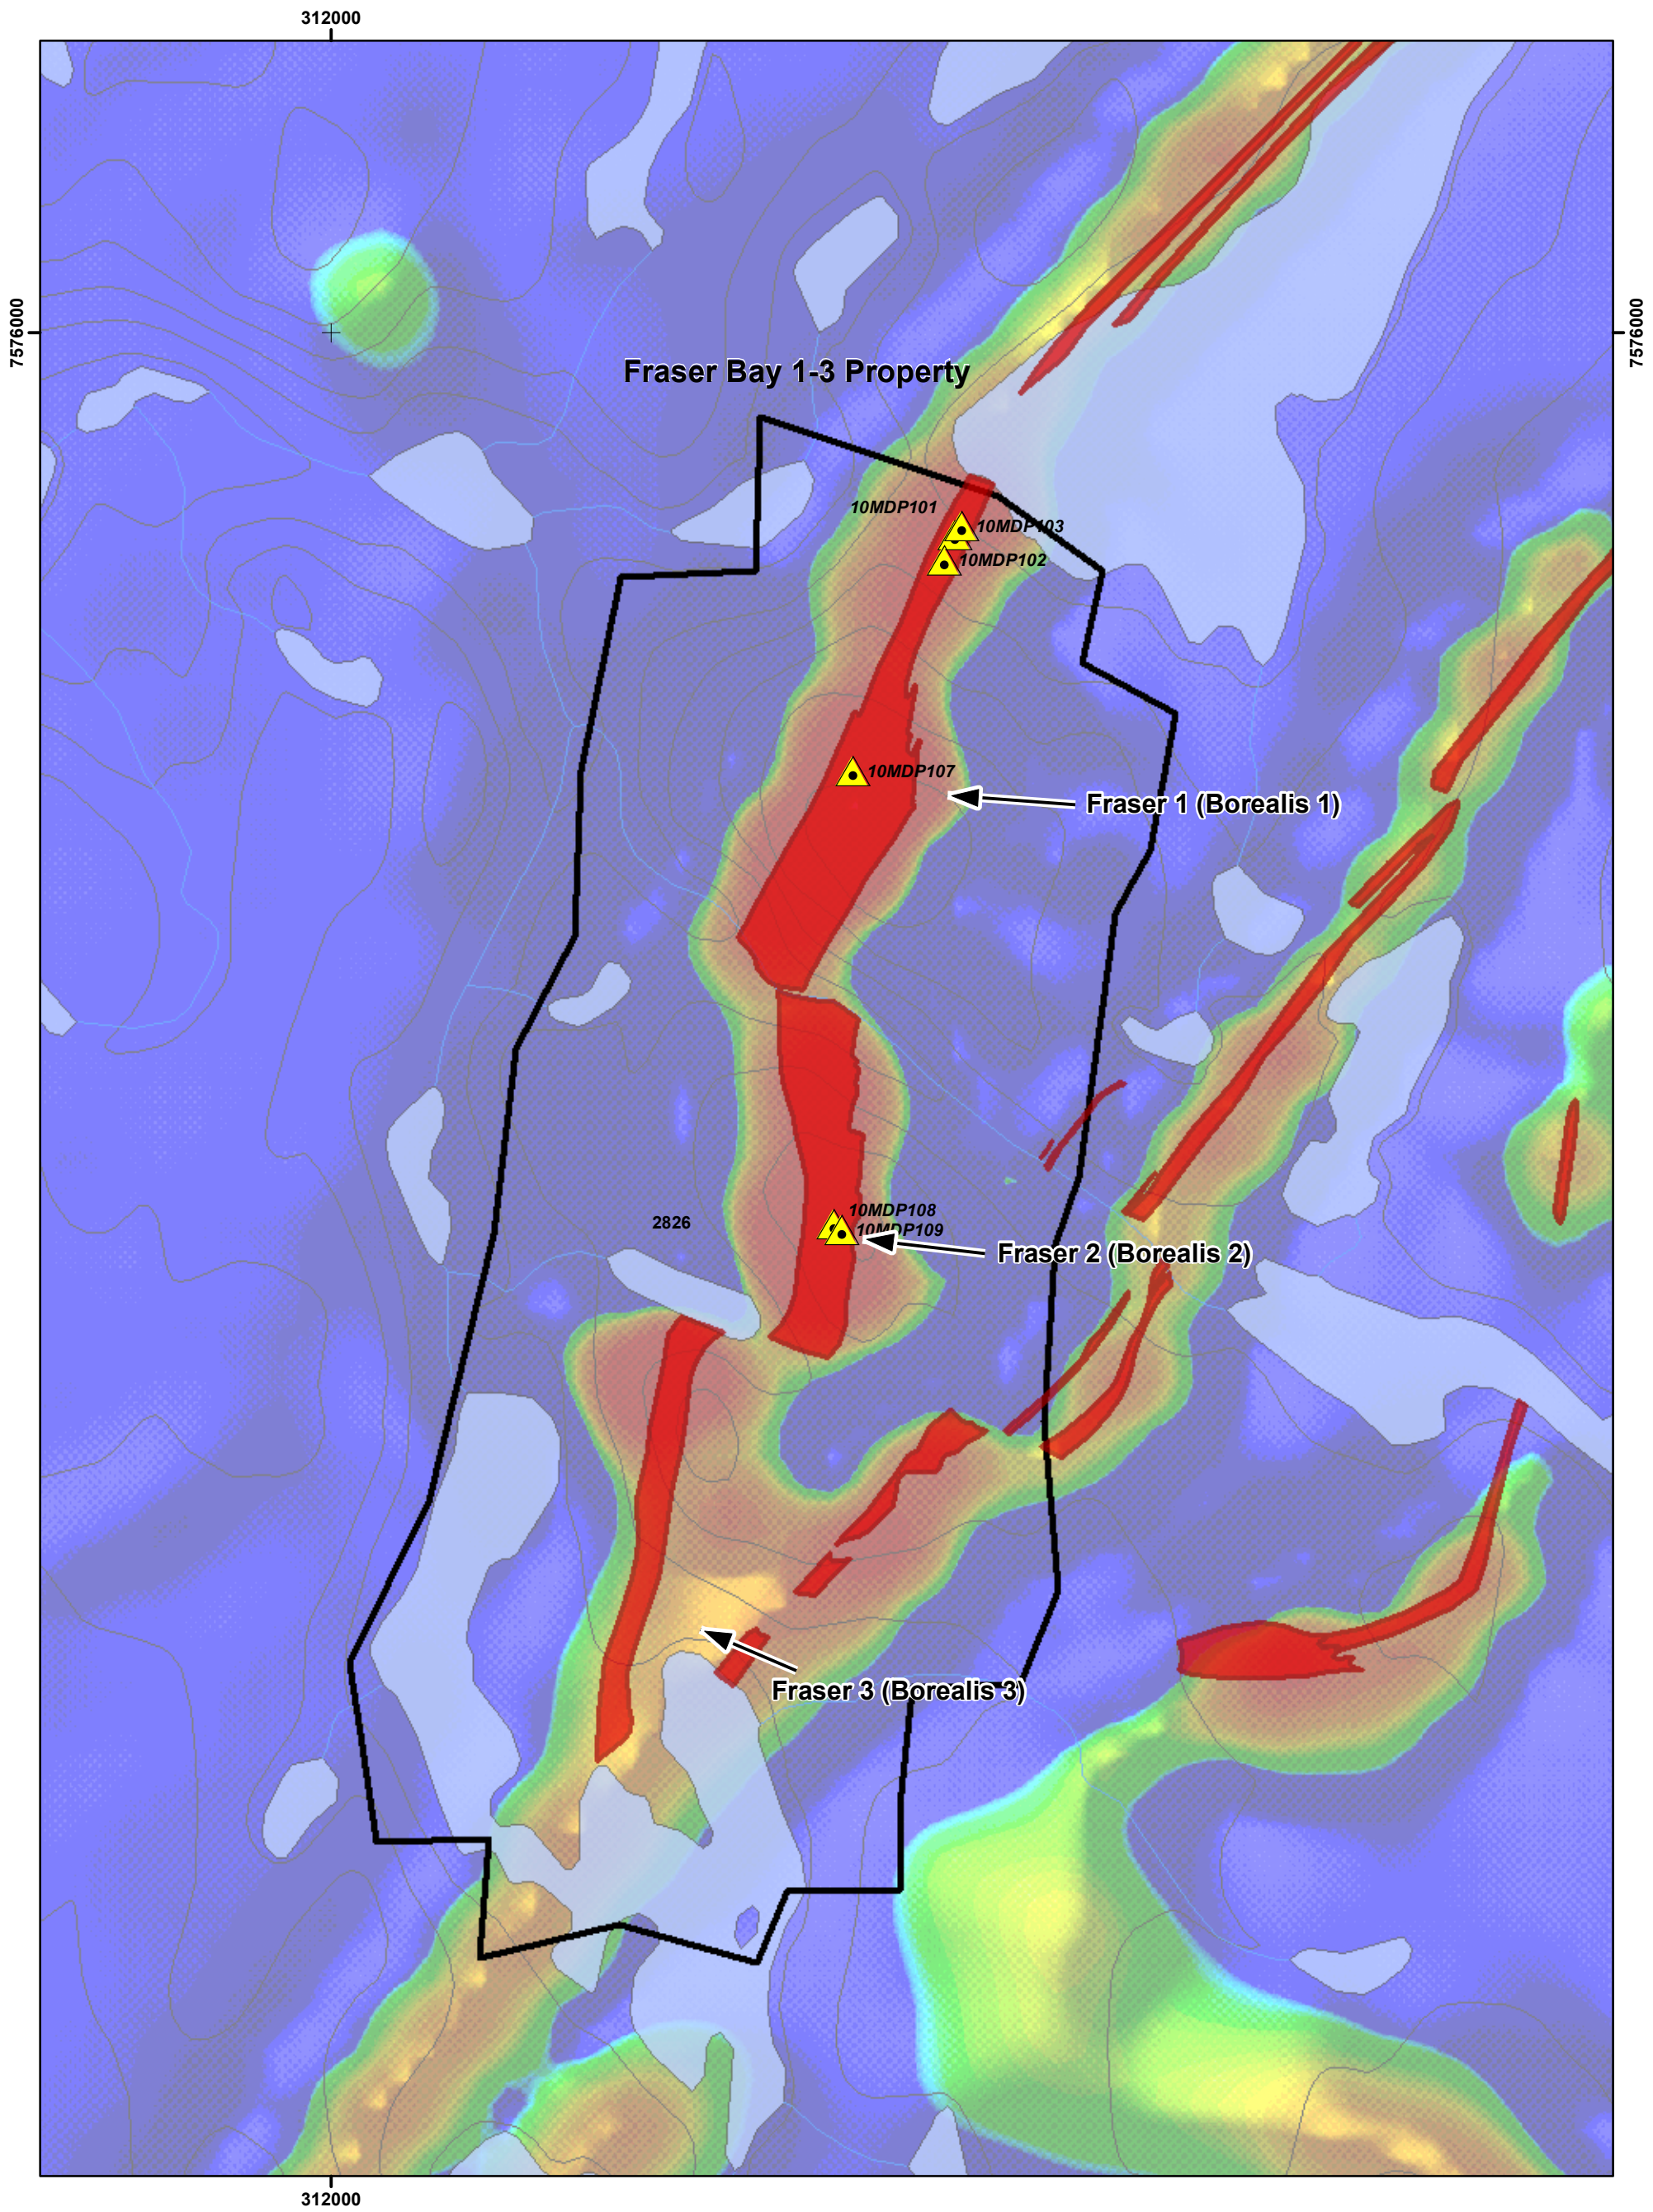 312000
7576000
7576000
Fraser Bay 1-3 Property
10MDP101
10MDP103
10MDP102
10MDP107
Fraser 1 (Borealis 1)
10MDP108
2826
10MDP109
Fraser 2 (Borealis 2)
Fraser 3 (Borealis 3)
312000